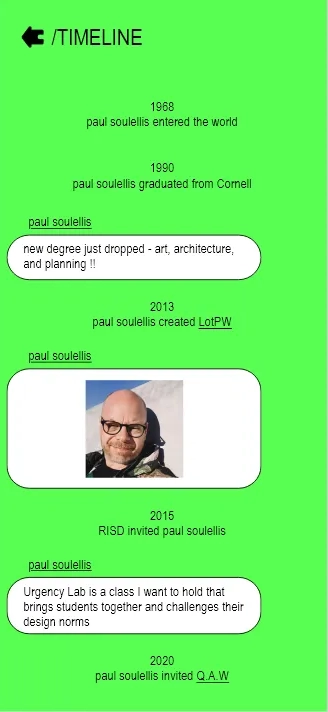 /TIMELINE
1968
paul soulellis entered the world
1990
paul soulellis graduated from Cornell
paul soulellis
new degree just dropped - art, architecture,
and planning !!
2013
paul soulellis created LotPW
paul soulellis
2015
RISD invited paul soulellis
paul soulellis
Urgency Lab is a class I want to hold that
brings students together and challenges their
design norms
2020
paul soulellis invited Q.A.W